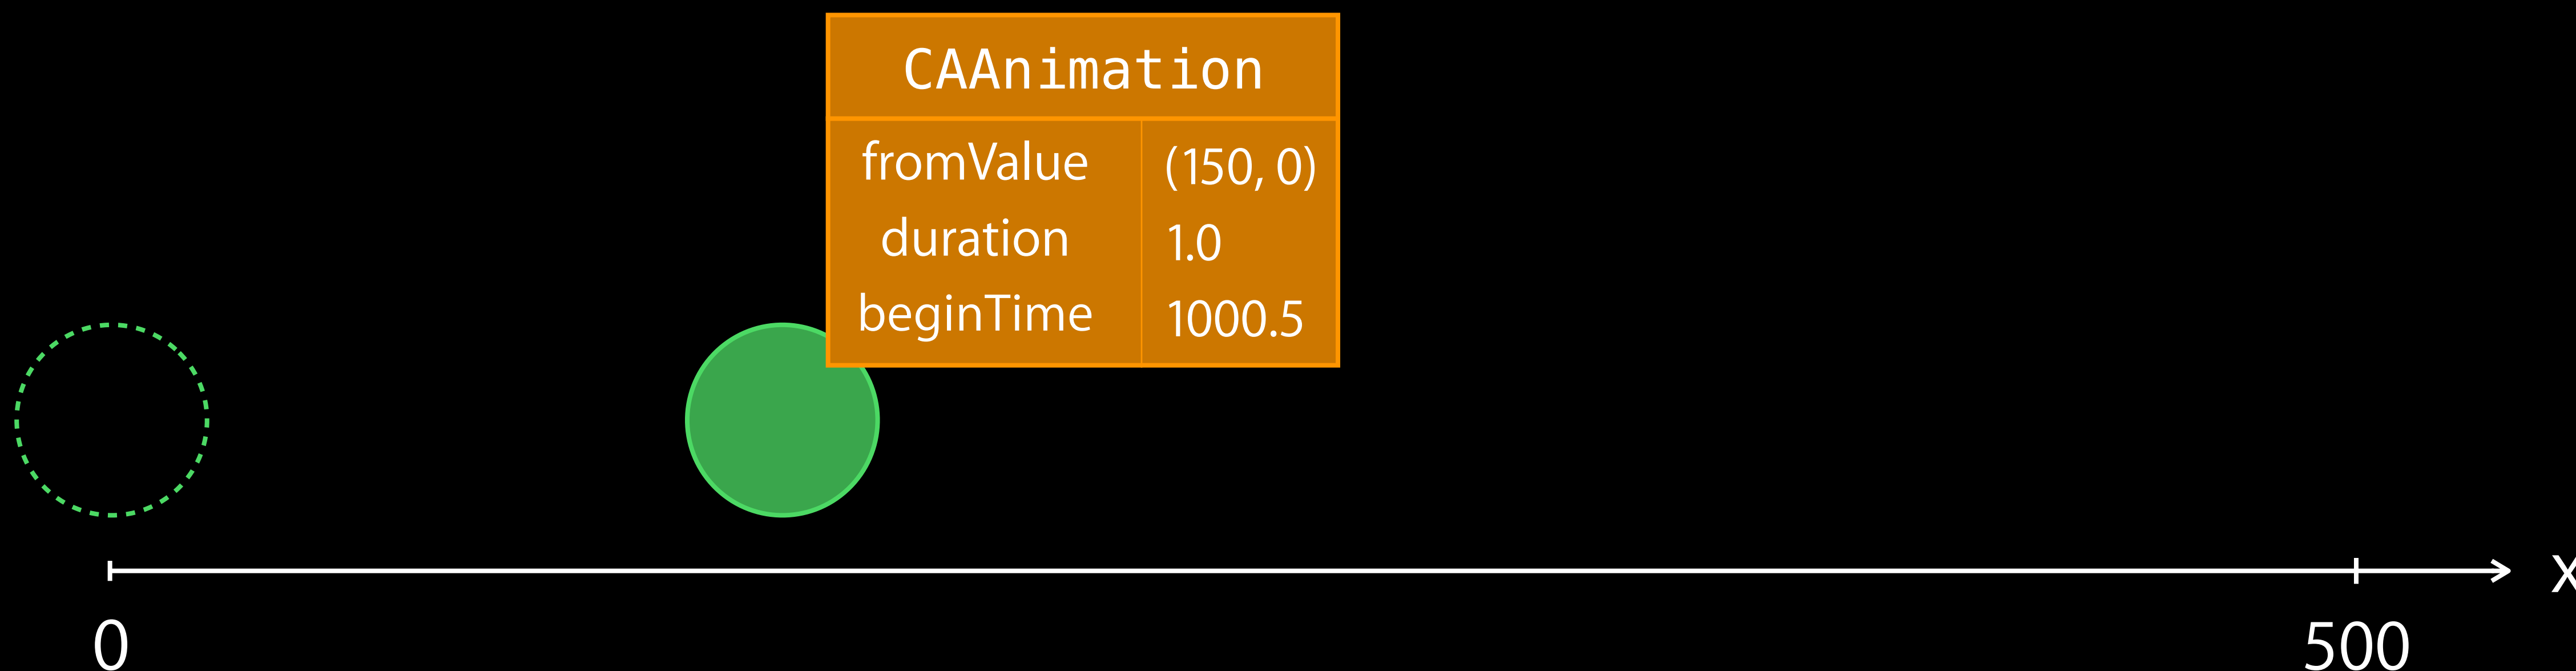 CAAnimation
fromValue (150, 0)
duration 1.0
beginTime 1000.5
x
0 500